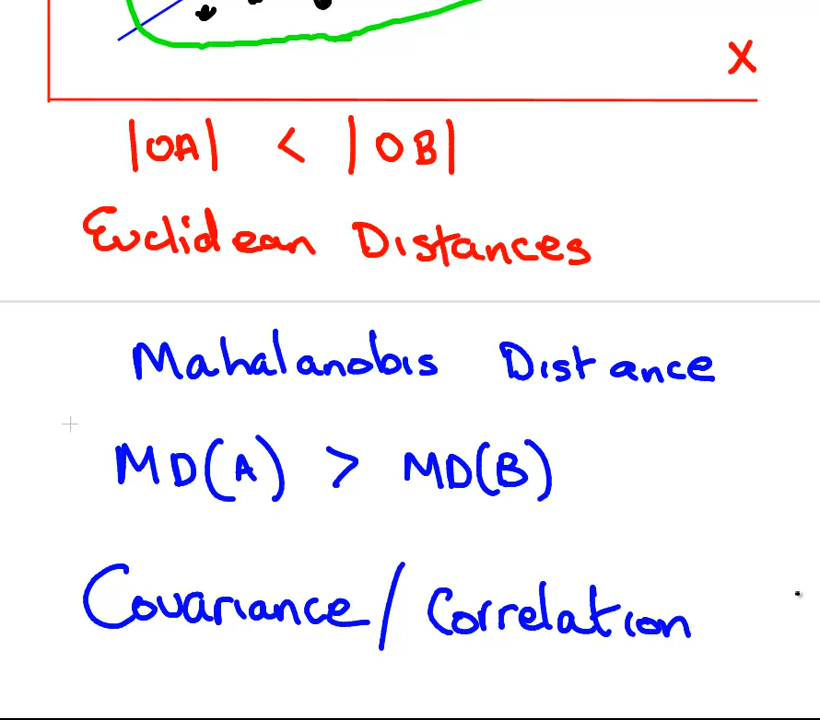 X
|OA| < |OB|
Euclidean Distances
Mahalanobis Distance
MD(A) > MD(B)
Covariance/Correlation